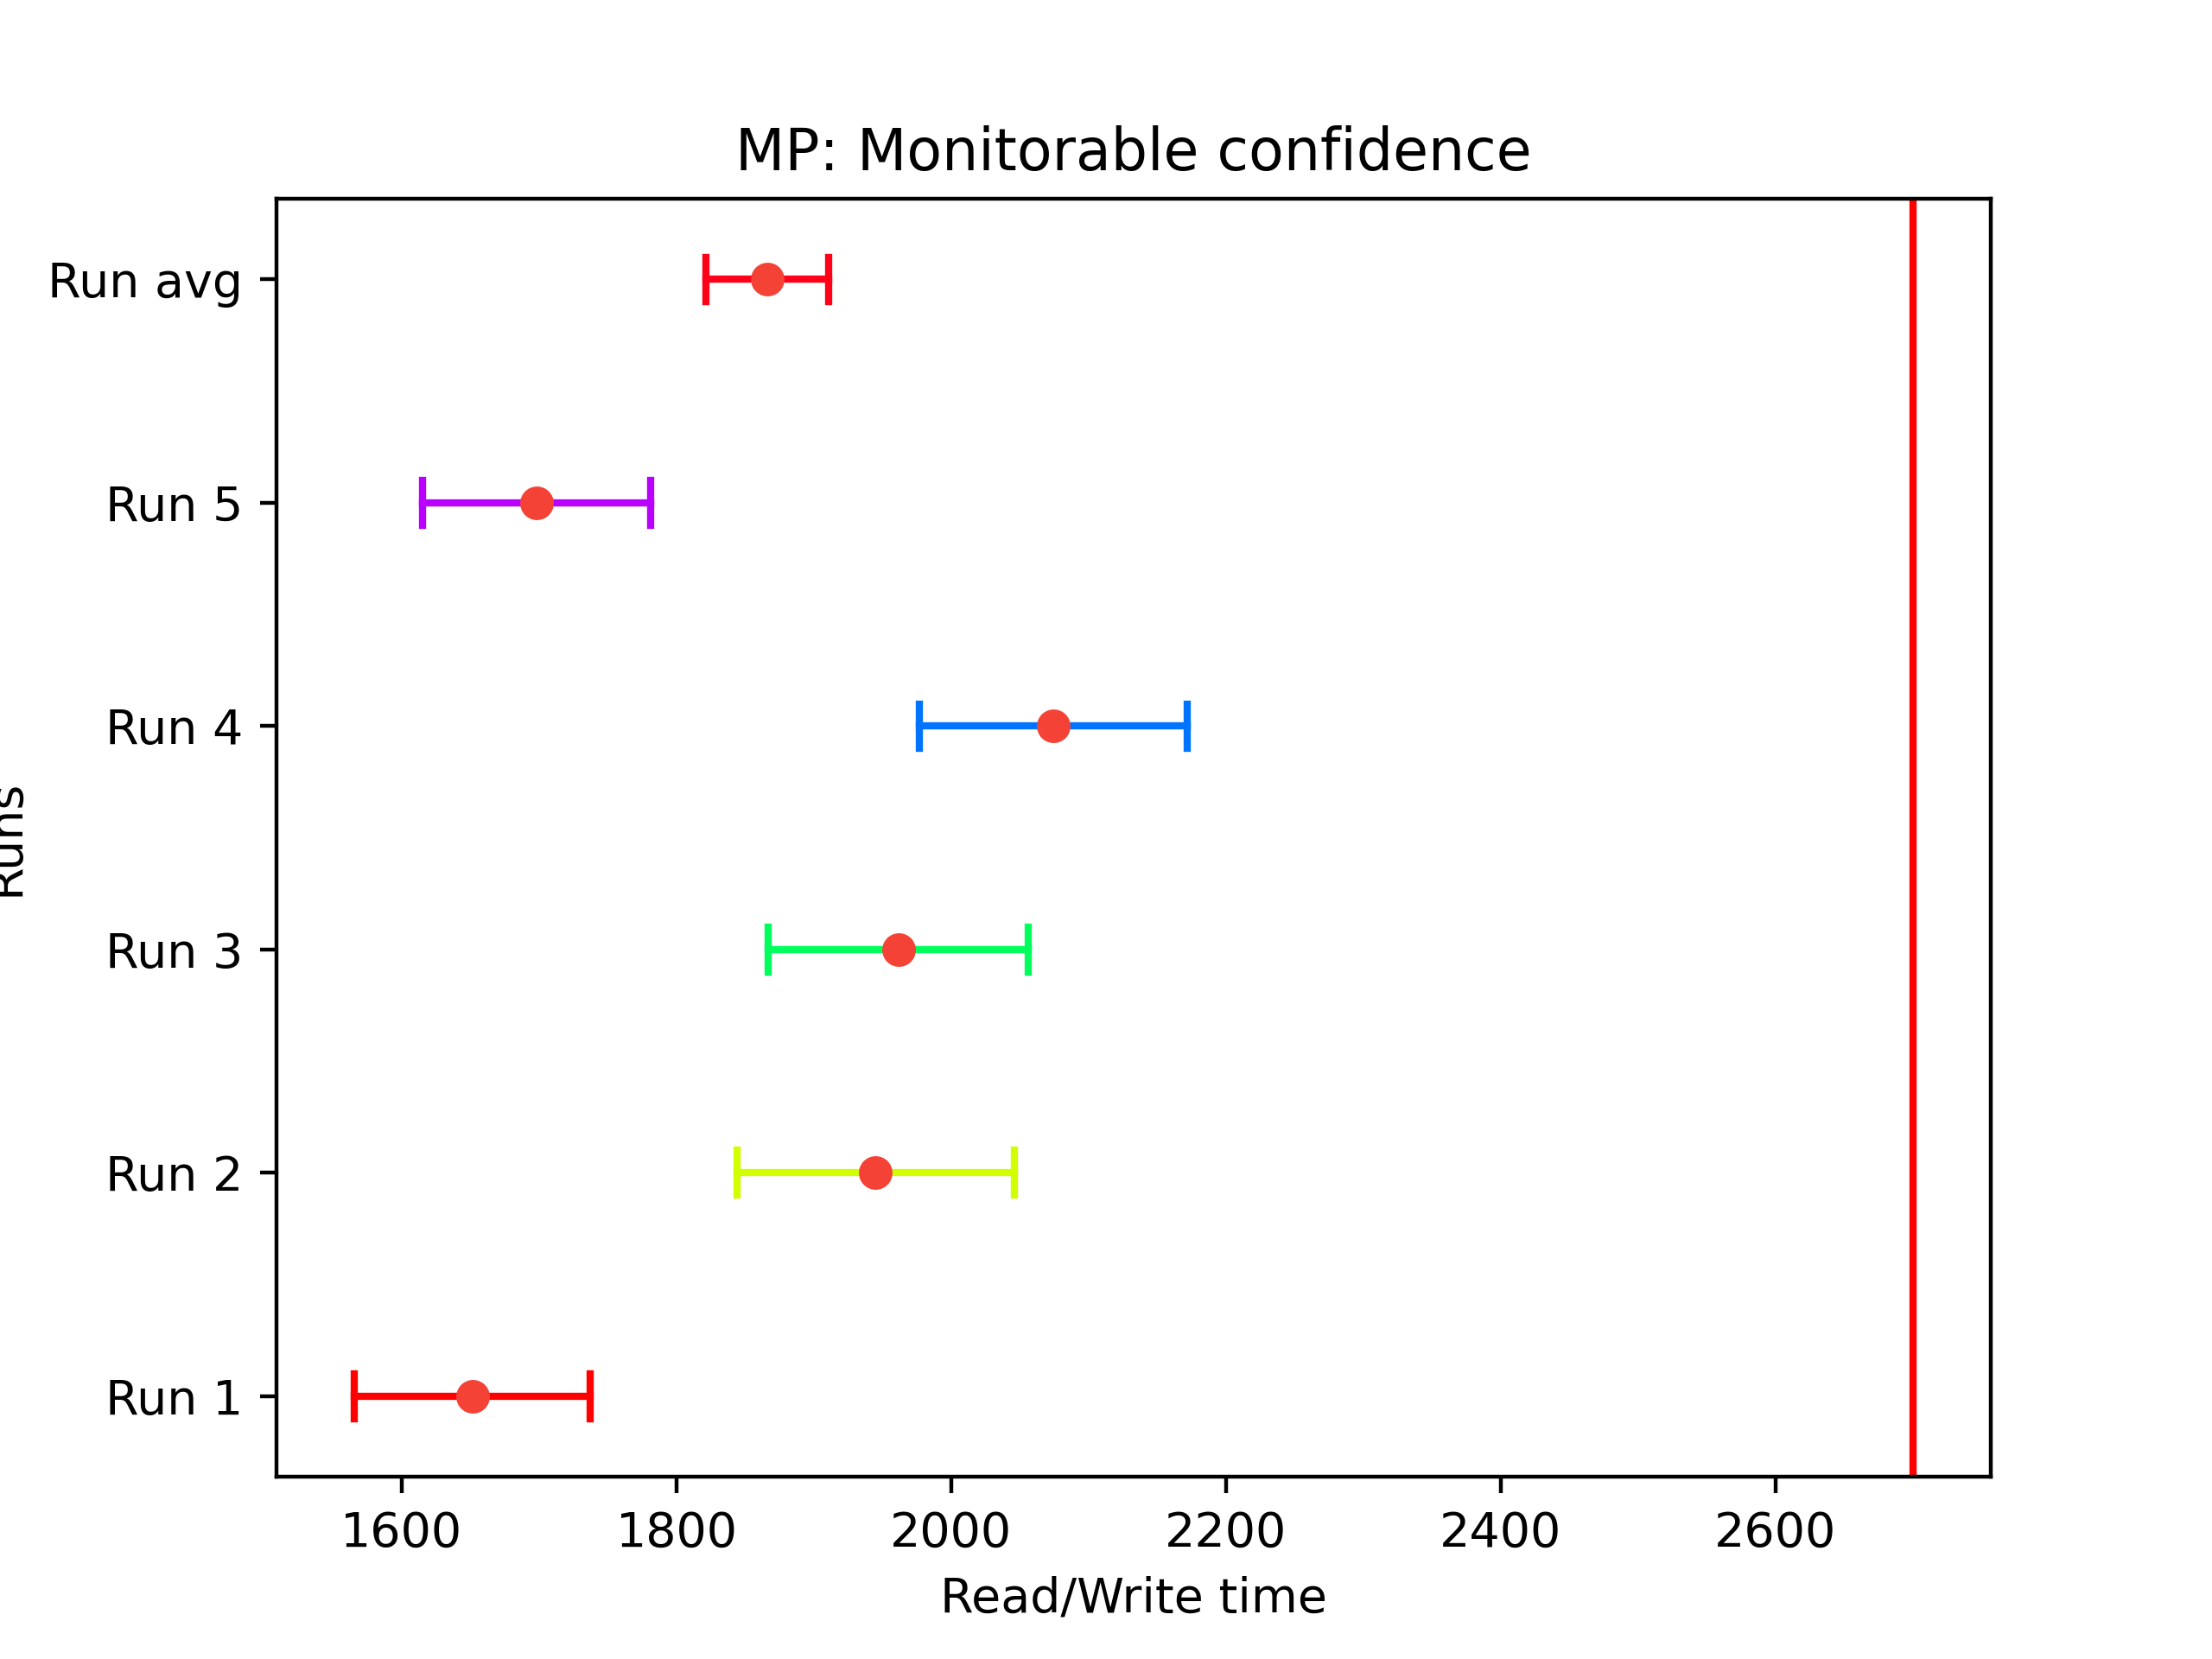 MP: Monitorable confidence
Run avg
Run 5
Run 4
Run 3
Run 2
Run 1
Runs
1600 1800 2000 2200 2400 2600
Read/Write time